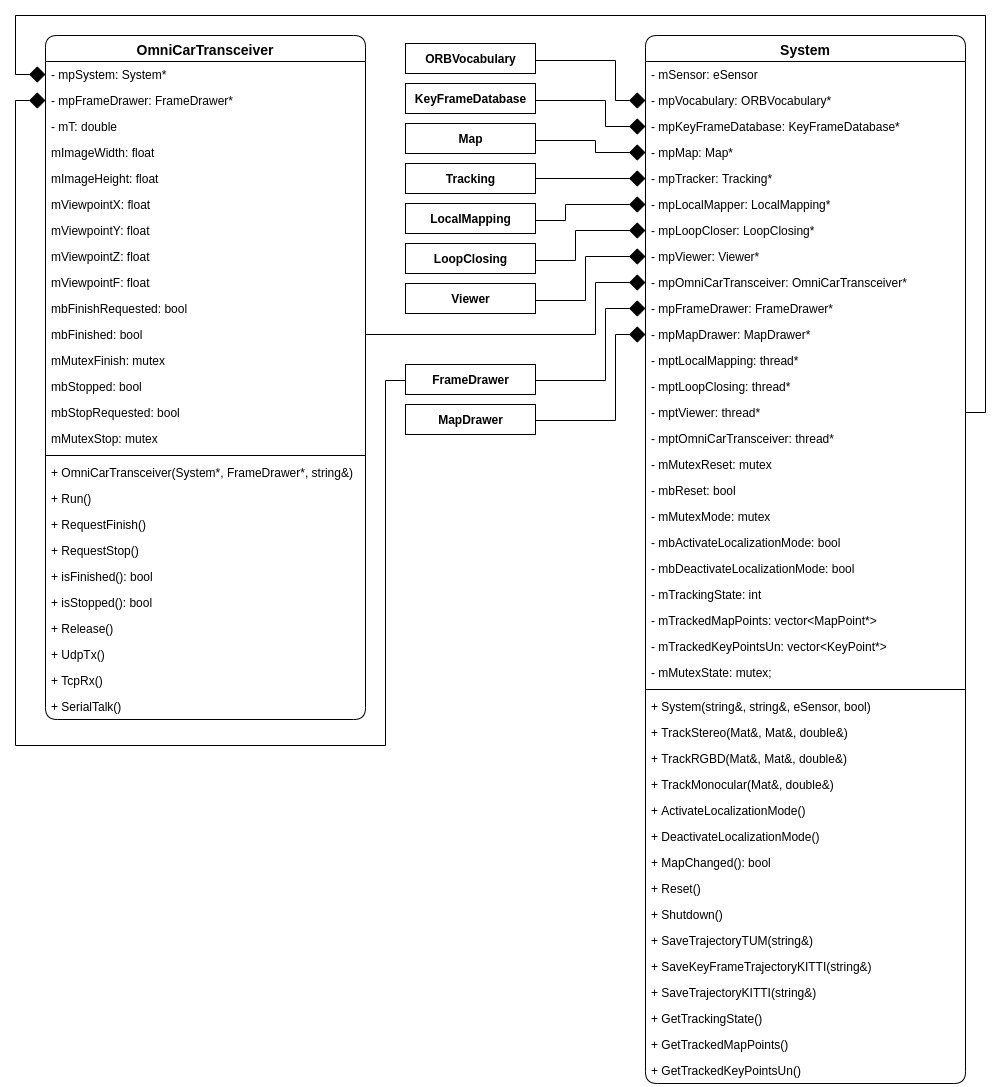 OmniCarTransceiver
- mpSystem: System*
- mpFrameDrawer: FrameDrawer*
- mT: double
mImageWidth: float
mImageHeight: float
mViewpointX: float
mViewpointY: float
mViewpointZ: float
mViewpointF: float
mbFinishRequested: bool
mbFinished: bool
mMutexFinish: mutex
mbStopped: bool
mbStopRequested: bool
mMutexStop: mutex
+ OmniCarTransceiver(System*, FrameDrawer*, string&)
+ Run()
+ RequestFinish()
+ RequestStop()
+ isFinished(): bool
+ isStopped(): bool
+ Release()
+ UdpTx()
+ TcpRx()
+ SerialTalk()
ORBVocabulary
KeyFrameDatabase
Map
Tracking
LocalMapping
LoopClosing
Viewer
FrameDrawer
MapDrawer
System
- mSensor: eSensor
- mpVocabulary: ORBVocabulary*
- mpKeyFrameDatabase: KeyFrameDatabase*
- mpMap: Map*
- mpTracker: Tracking*
- mpLocalMapper: LocalMapping*
- mpLoopCloser: LoopClosing*
- mpViewer: Viewer*
- mpOmniCarTransceiver: OmniCarTransceiver*
- mpFrameDrawer: FrameDrawer*
- mpMapDrawer: MapDrawer*
- mptLocalMapping: thread*
- mptLoopClosing: thread*
- mptViewer: thread*
- mptOmniCarTransceiver: thread*
- mMutexReset: mutex
- mbReset: bool
- mMutexMode: mutex
- mbActivateLocalizationMode: bool
- mbDeactivateLocalizationMode: bool
- mTrackingState: int
- mTrackedMapPoints: vector<MapPoint*>
- mTrackedKeyPointsUn: vector<KeyPoint*>
- mMutexState: mutex;
+ System(string&, string&, eSensor, bool)
+ TrackStereo(Mat&, Mat&, double&)
+ TrackRGBD(Mat&, Mat&, double&)
+ TrackMonocular(Mat&, double&)
+ ActivateLocalizationMode()
+ DeactivateLocalizationMode()
+ MapChanged(): bool
+ Reset()
+ Shutdown()
+ SaveTrajectoryTUM(string&)
+ SaveKeyFrameTrajectoryKITTI(string&)
+ SaveTrajectoryKITTI(string&)
+ GetTrackingState()
+ GetTrackedMapPoints()
+ GetTrackedKeyPointsUn()